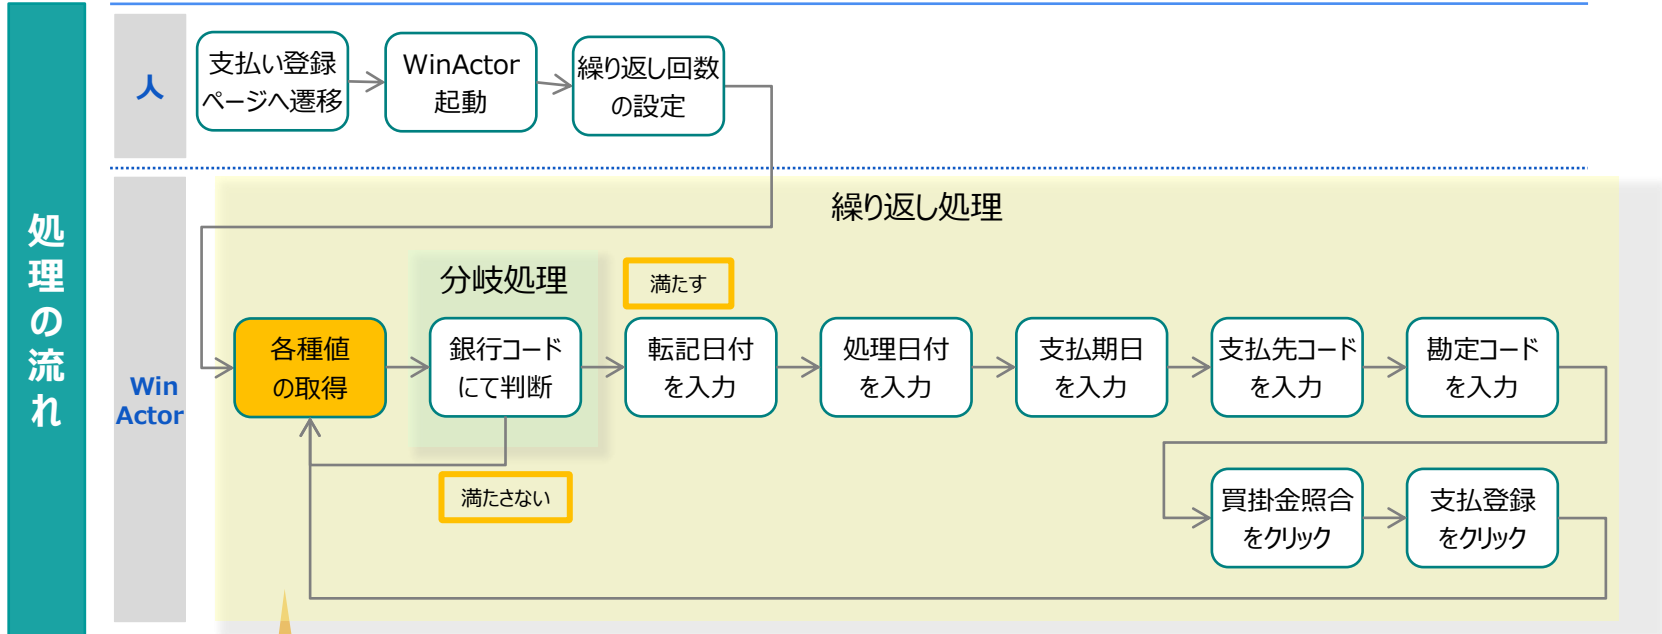 処理の流れ
人
支払い登録
ページへ遷移
WinActor
起動
繰り返し回数
の設定
Win
Actor
繰り返し処理
分岐処理
満たす
各種値
の取得
銀行コード
にて判断
転記日付
を入力
処理日付
を入力
支払期日
を入力
支払先コード
を入力
勘定コード
を入力
満たさない
買掛金照合
をクリック
支払登録
をクリック